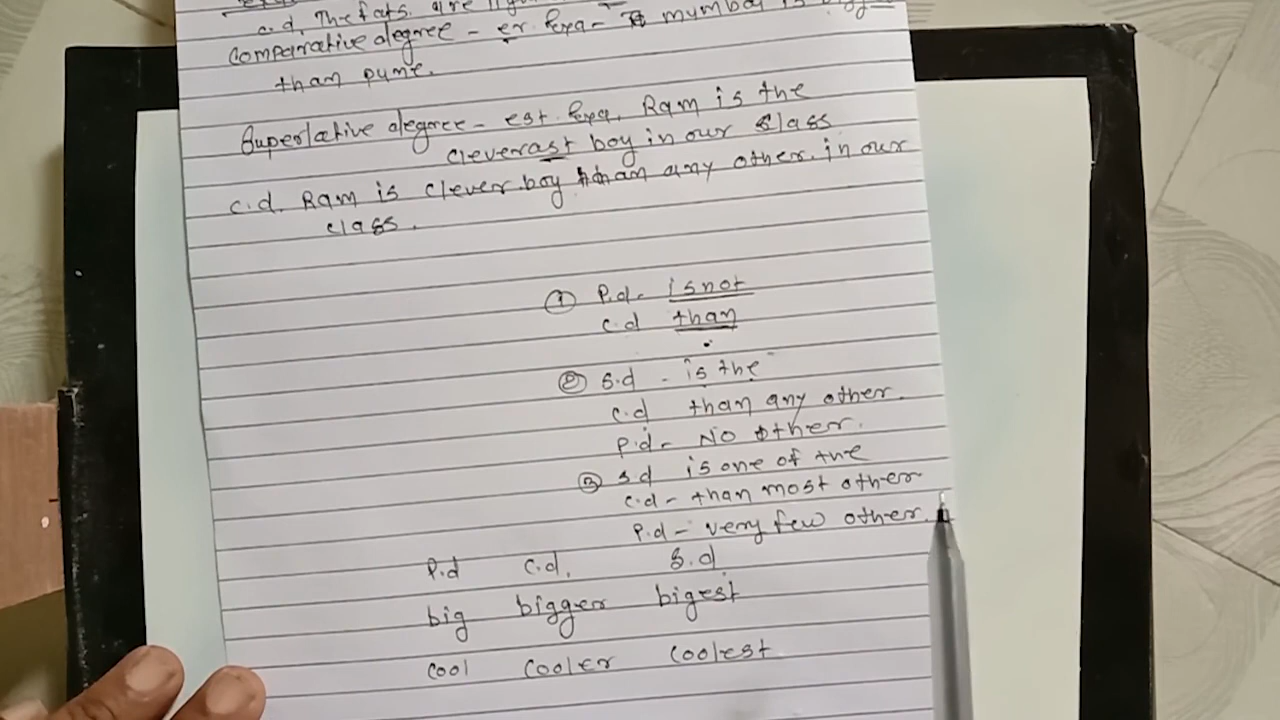 c.d. The fats are
Comperative degree - er. Exa- mumbai is bigger
than pune.
Superlative degree - est. Exa. Ram is the
cleverast boy in our class
c.d. Ram is clever boy than any other. in our
class.
① P.d- is not
c.d than
② S.d - is the
c.d than any other.
P.d- No other.
③ s.d is one of the
c.d - than most other
P.d - very few other.
P.d c.d. S.d
big bigger bigest
cool cooler coolest